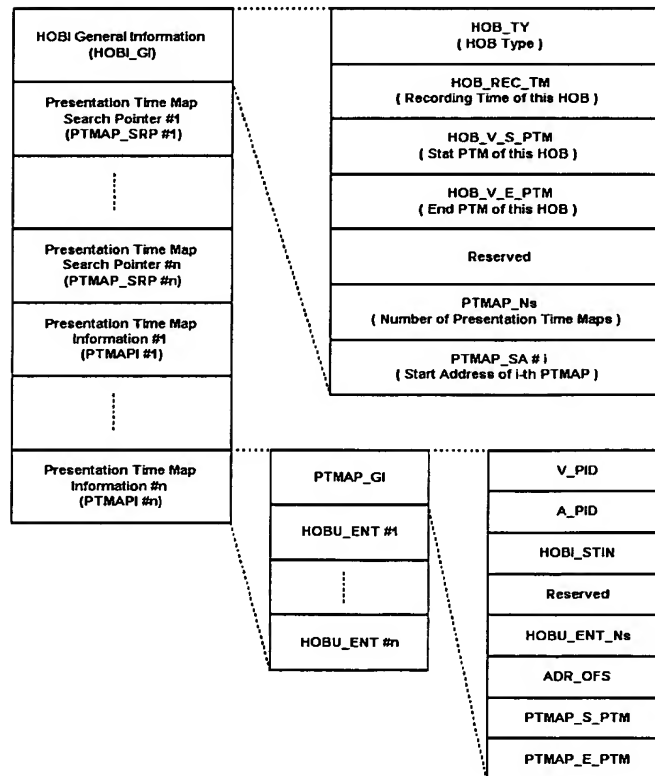 HOBI General Information
(HOBI_GI)
Presentation Time Map
Search Pointer #1
(PTMAP_SRP #1)
Presentation Time Map
Search Pointer #n
(PTMAP_SRP #n)
Presentation Time Map
Information #1
(PTMAPI #1)
Presentation Time Map
Information #n
(PTMAPI #n)
HOB_TY
( HOB Type )
HOB_REC_TM
( Recording Time of this HOB )
HOB_V_S_PTM
( Stat PTM of this HOB )
HOB_V_E_PTM
( End PTM of this HOB )
Reserved
PTMAP_Ns
( Number of Presentation Time Maps )
PTMAP_SA # i
( Start Address of i-th PTMAP )
PTMAP_GI
HOBU_ENT #1
HOBU_ENT #n
V_PID
A_PID
HOBI_STIN
Reserved
HOBU_ENT_Ns
ADR_OFS
PTMAP_S_PTM
PTMAP_E_PTM